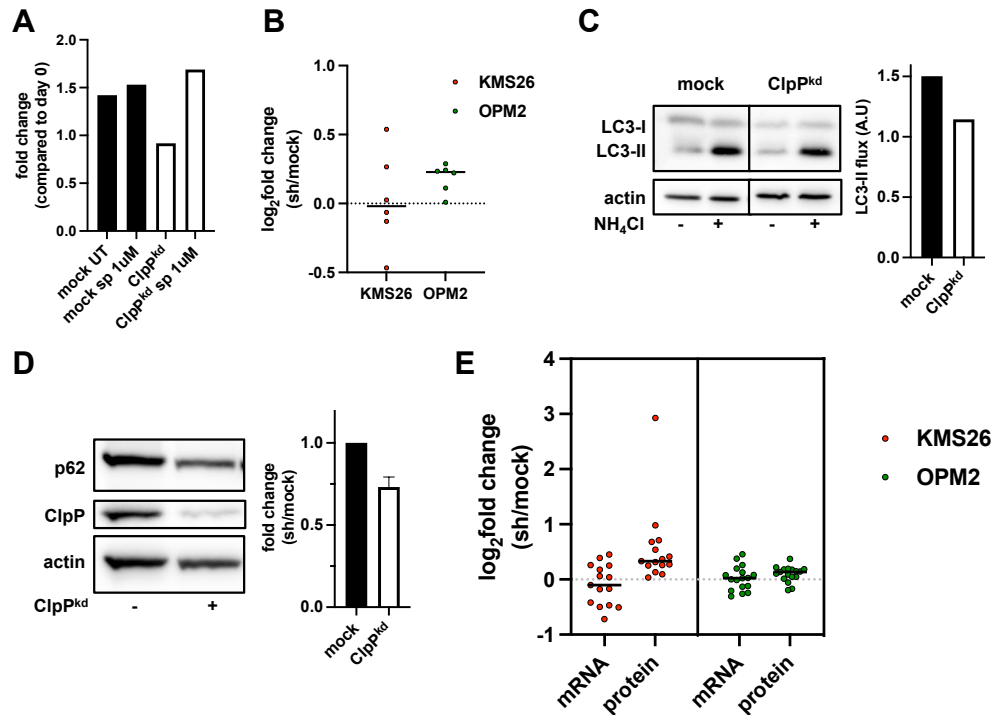 A
fold change
(compared to day 0)
2.0
1.5
1.0
0.5
0.0
mock UT
mock sp 1uM
ClpPkd
ClpPkd sp 1uM
B
log2fold change
(sh/mock)
1.0
0.5
0.0
-0.5
KMS26
OPM2
KMS26
OPM2
C
mock
ClpPkd
LC3-I
LC3-II
actin
NH4Cl
-
+
-
+
LC3-II flux (A.U)
1.5
1.0
0.5
0.0
mock
ClpPkd
D
p62
ClpP
actin
ClpPkd
-
+
fold change
(sh/mock)
1.0
0.5
0.0
mock
ClpPkd
E
log2fold change
(sh/mock)
4
3
2
1
0
-1
mRNA
protein
mRNA
protein
KMS26
OPM2